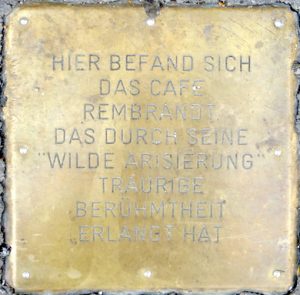 HIER BEFAND SICH
DAS CAFE
REMBRANDT,
DAS DURCH SEINE
"WILDE ARISIERUNG"
TRAURIGE
BERÜHMTHEIT
ERLANGT HAT